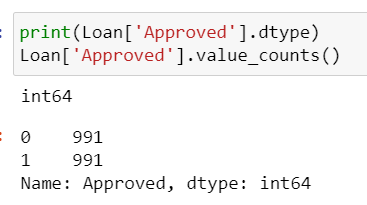 print(Loan['Approved'].dtype)
Loan['Approved'].value_counts()
int64
0    991
1    991
Name: Approved, dtype: int64